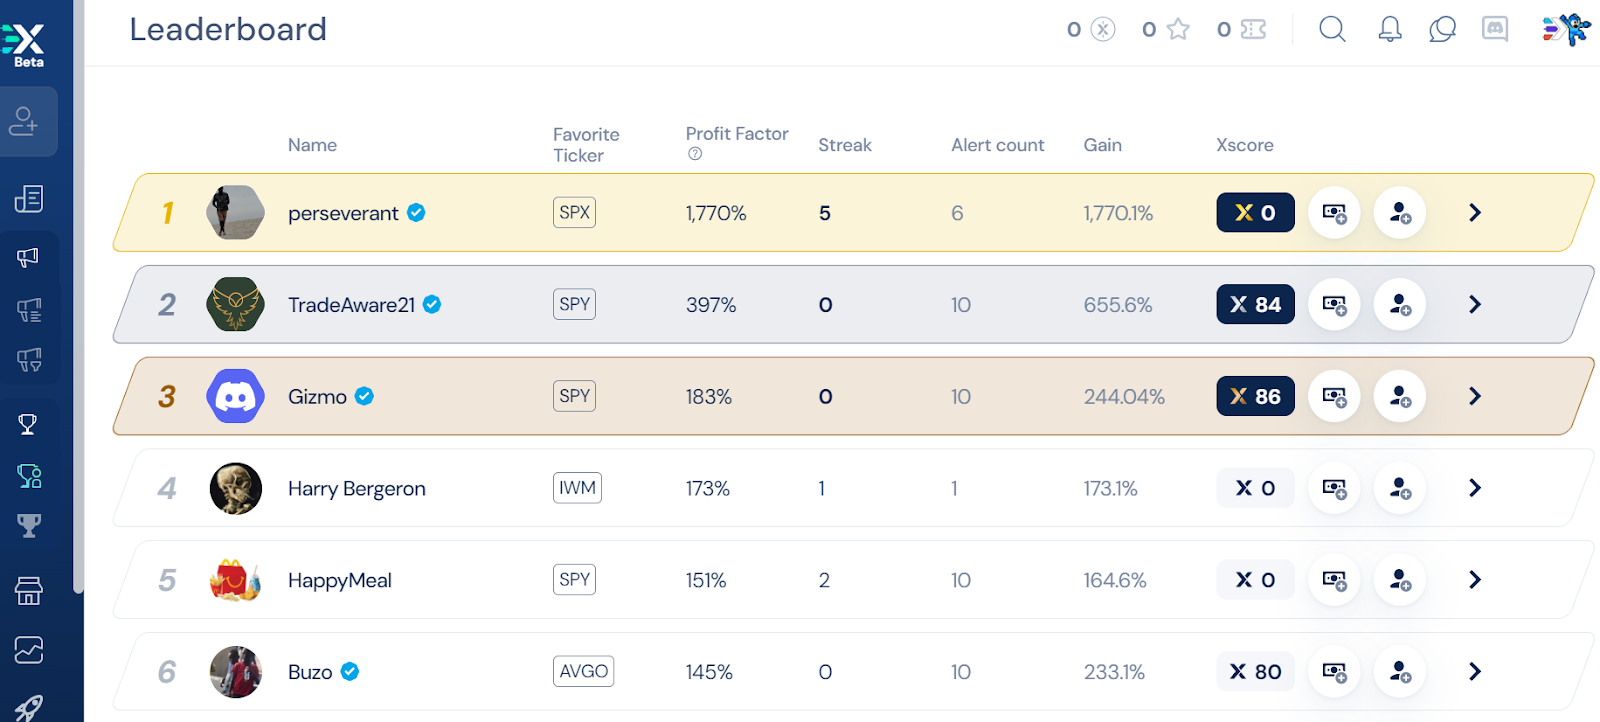 X
Beta
Leaderboard
0 0 0
Name Favorite Ticker Profit Factor Streak Alert count Gain Xscore
1 perseverant SPX 1,770% 5 6 1,770.1% X 0
2 TradeAware21 SPY 397% 0 10 655.6% X 84
3 Gizmo SPY 183% 0 10 244.04% X 86
4 Harry Bergeron IWM 173% 1 1 173.1% X 0
5 HappyMeal SPY 151% 2 10 164.6% X 0
6 Buzo AVGO 145% 0 10 233.1% X 80